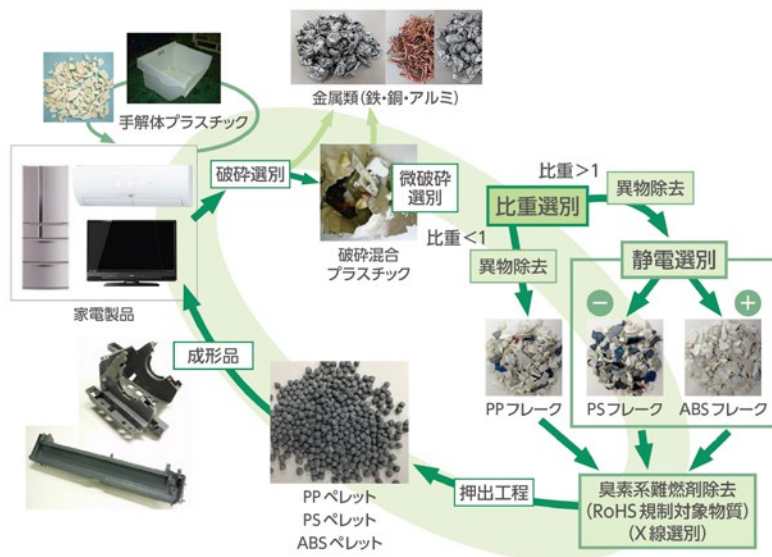 金属類（鉄・銅・アルミ）
手解体プラスチック
破砕選別
微破砕
選別
比重＞1
異物除去
比重選別
比重＜1
異物除去
静電選別
破砕混合
プラスチック
家電製品
−
+
成形品
PPフレーク
PSフレーク
ABSフレーク
PPペレット
PSペレット
ABSペレット
押出工程
臭素系難燃剤除去
（RoHS規制対象物質）
（X線選別）